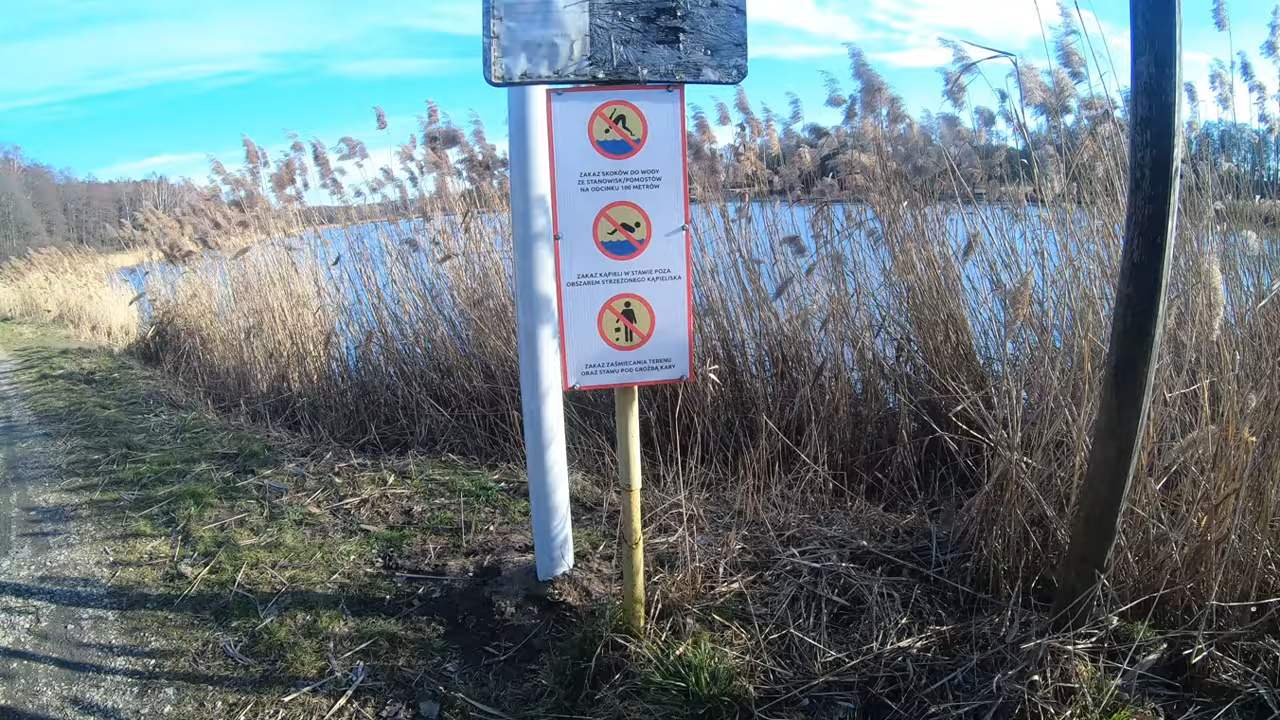 ZAKAZ SKOKÓW DO WODY
ZE STANOWISK/POMOSTÓW
NA ODCINKU 100 METRÓW
ZAKAZ KĄPIELI W STAWIE POZA
OBSZAREM STRZEŻONEGO KĄPIELISKA
ZAKAZ ZAŚMIECANIA TERENU
ORAZ STAWU POD GROŹBĄ KARY